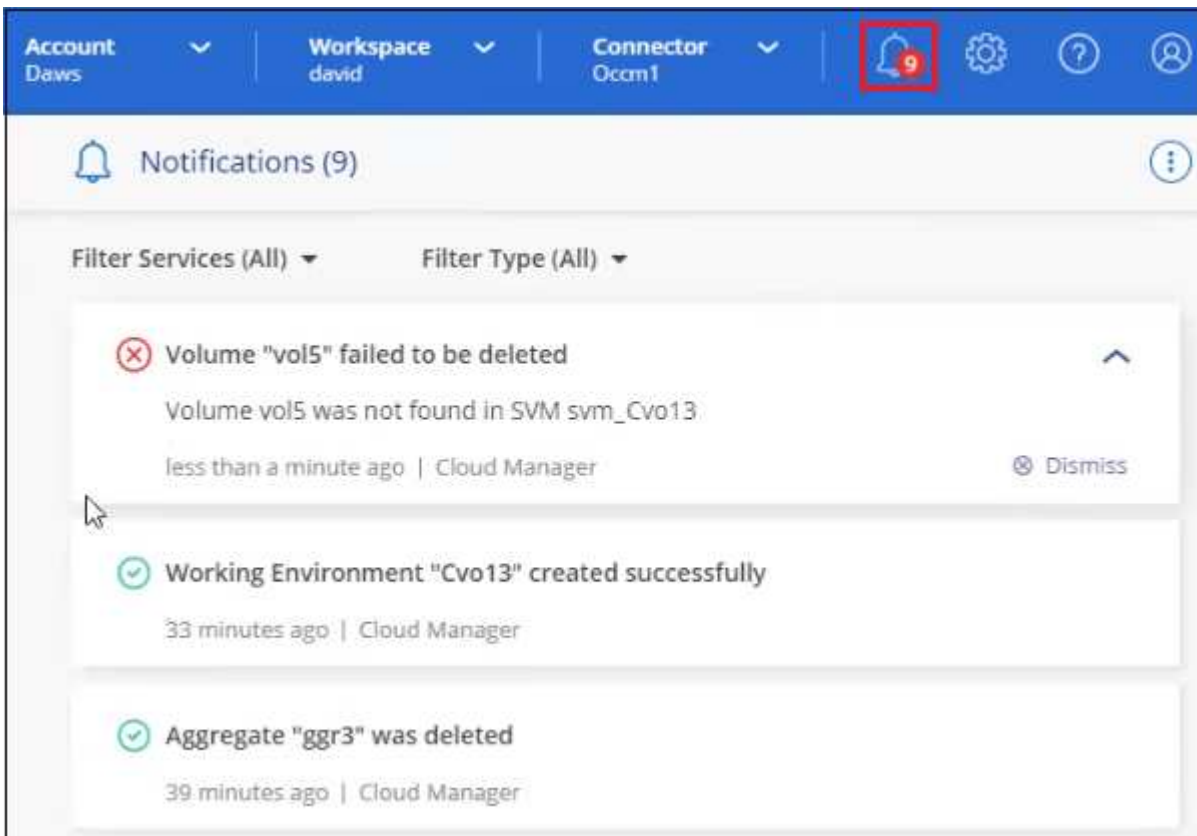 Account Workspace Connector
Daws david Occm1 9
Notifications (9)
Filter Services (All) Filter Type (All)
Volume "vol5" failed to be deleted
Volume vol5 was not found in SVM svm_Cvo13
less than a minute ago | Cloud Manager Dismiss
Working Environment "Cvo13" created successfully
33 minutes ago | Cloud Manager
Aggregate "ggr3" was deleted
39 minutes ago | Cloud Manager